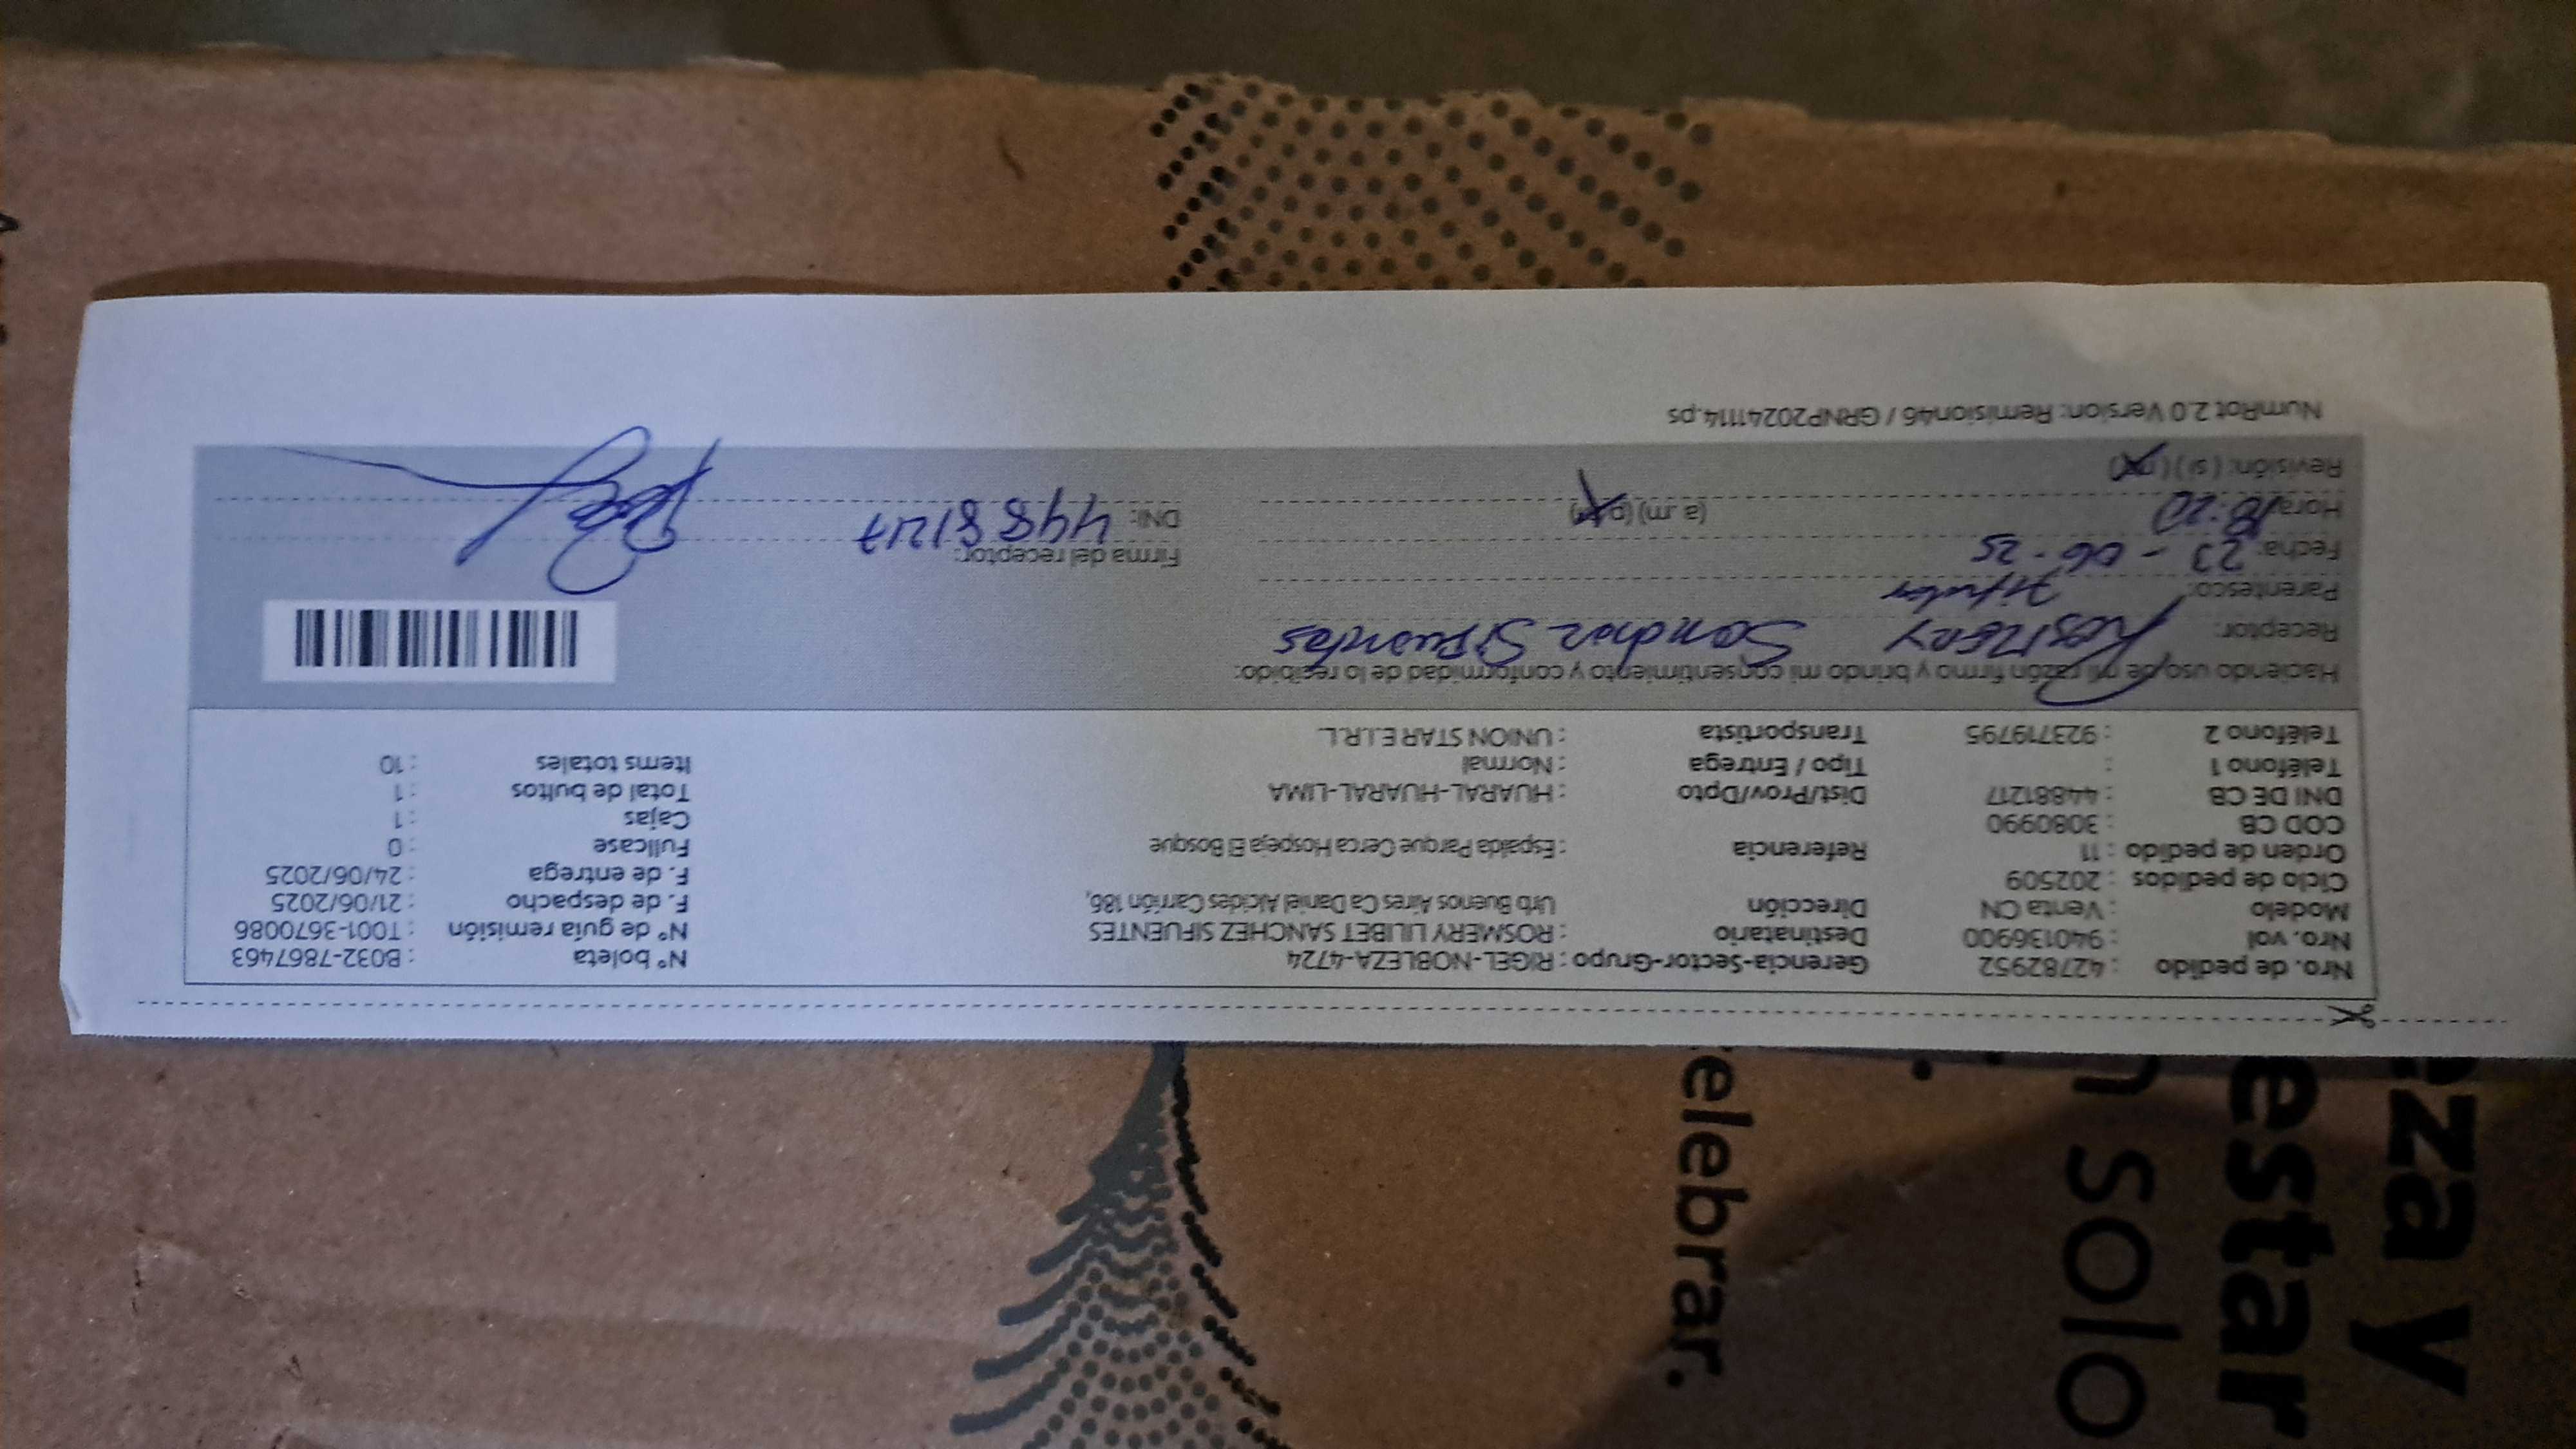 Nro. de pedido : 42782952 Gerencia-Sector-Grupo : RIGEL-NOBLEZA-4724 N° boleta : B032-7867463
Nro. vol : 940136900 Destinatario : ROSMERY LILIBET SANCHEZ SIFUENTES N° de guía remisión : T001-3670086
Modelo : Venta CN Dirección Urb Buenos Aires Ca Daniel Alcides Carrión 186, F. de despacho : 21/06/2025
Ciclo de pedidos : 202509 F. de entrega : 24/06/2025
Orden de pedido : 11 Referencia : Espalda Parque Cerca Hospeja El Bosque Fullcase : 0
COD CB : 3080990 Cajas : 1
DNI DE CB : 44881217 Dist/Prov/Dpto : HUARAL-HUARAL-LIMA Total de bultos : 1
Teléfono 1 : Tipo / Entrega : Normal Items totales : 10
Teléfono 2 : 923719795 Transportista : UNION STAR E.I.R.L.
Haciendo uso de mi razón firmo y brindo mi consentimiento y conformidad de lo recibido:
Receptor: Rosmery Sanchez Sifuentes
Parentesco:
Fecha: 23 - 06 - 25 Firma del receptor:
Hora: 18:20 (a.m) (p.m) DNI: 44881217
Revisión: (si) (no)
NumRot 2.0 Version: Remision46 / GRNP20241114.ps
eza y
estar
n solo
elebrar.